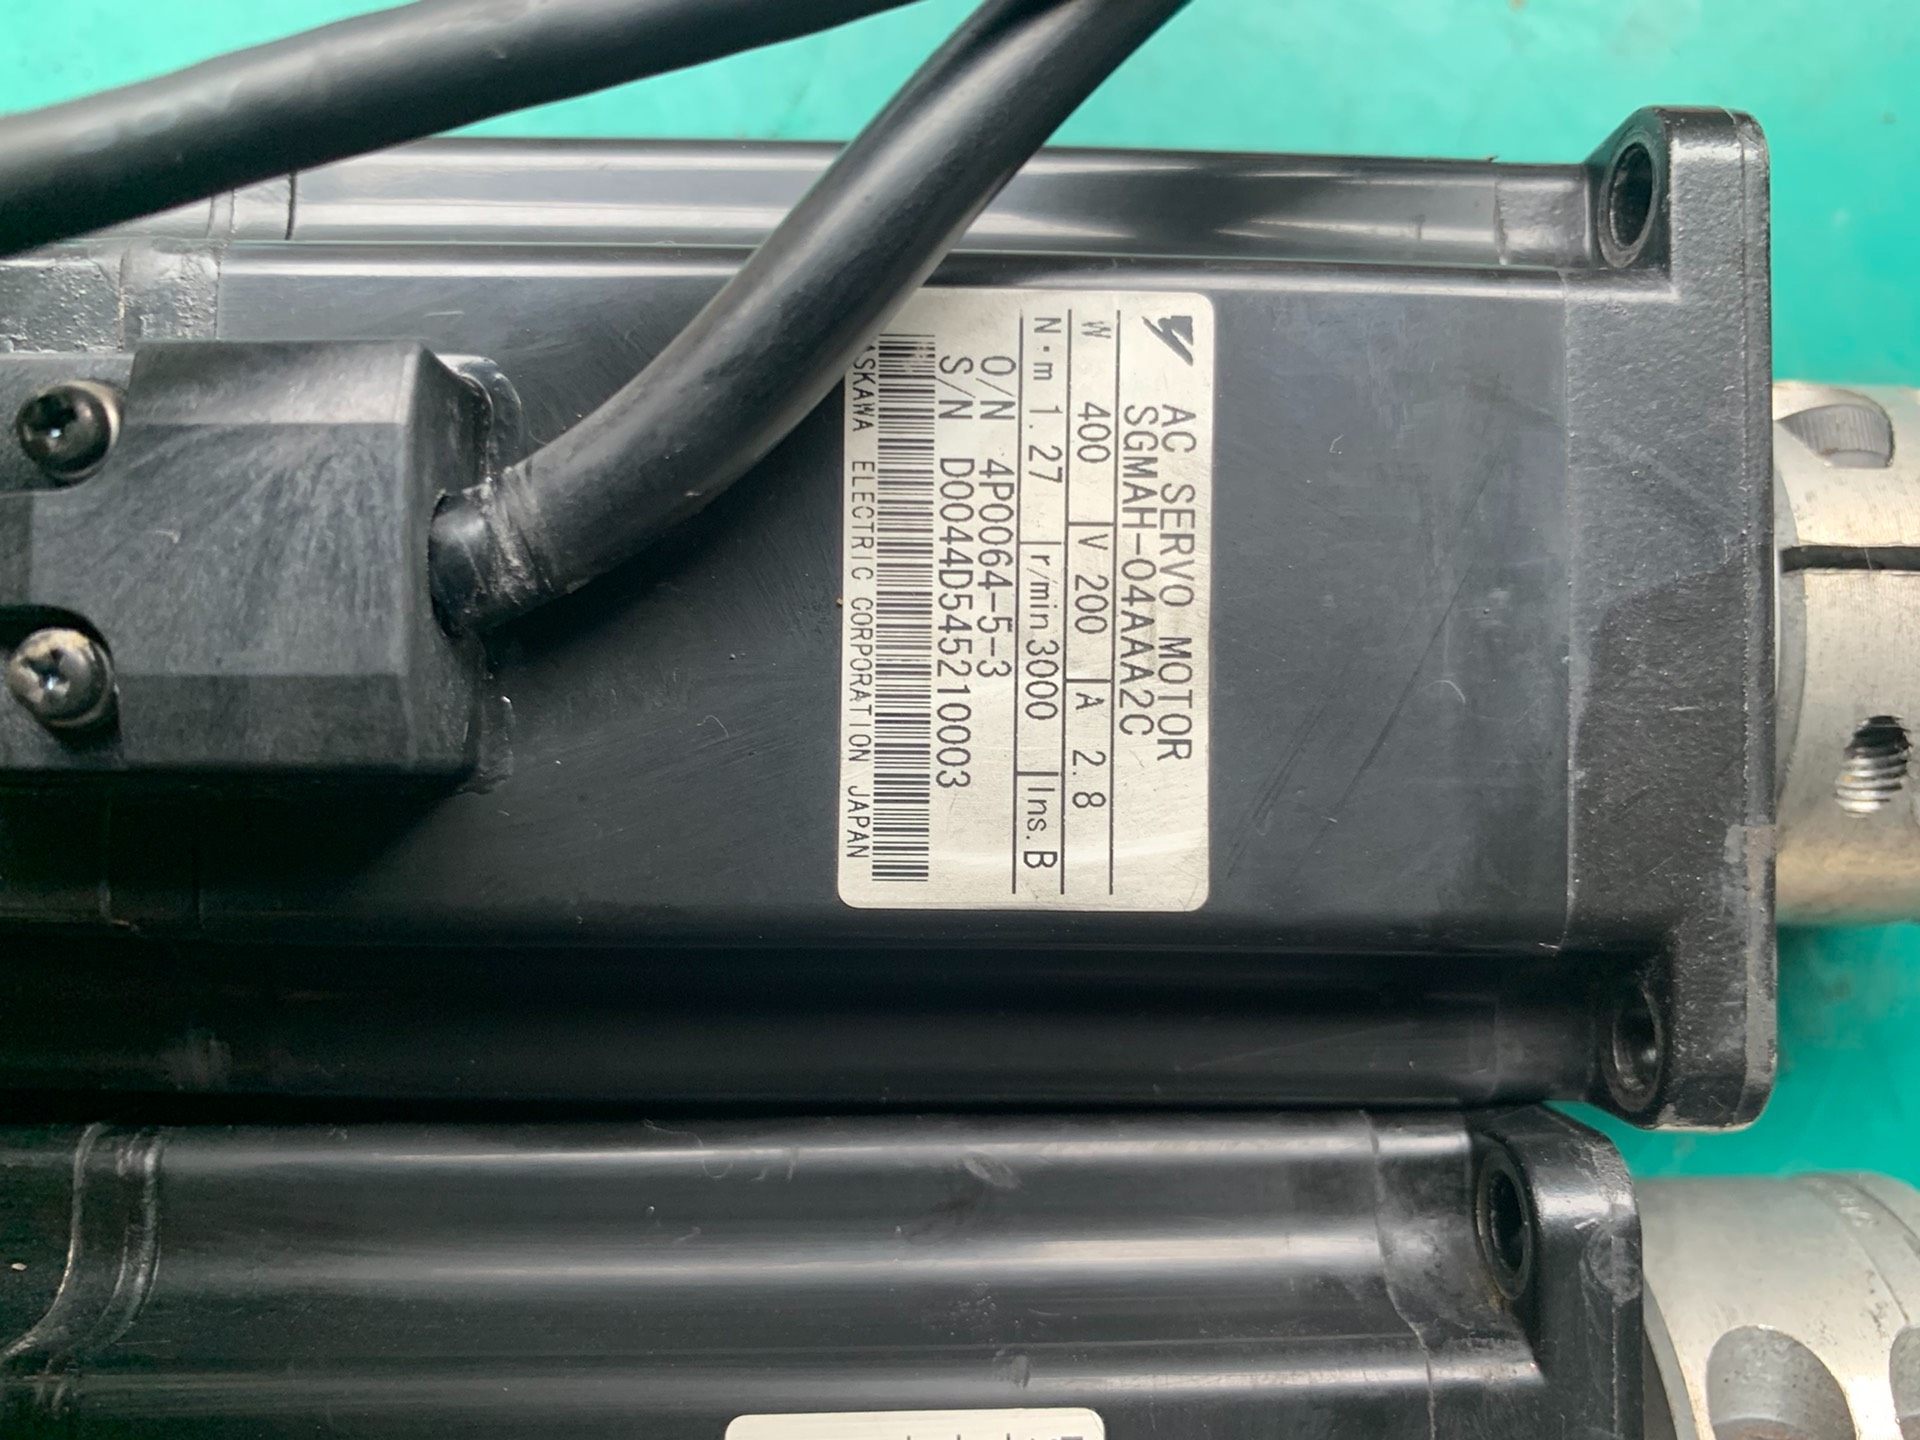 AC SERVO MOTOR
SGMAH-04AAA2C
W 400 V 200 A 2.8
N·m 1.27 r/min 3000 Ins. B
O/N 4P0064-5-3
S/N D0044D545210003
ASKAWA ELECTRIC CORPORATION JAPAN